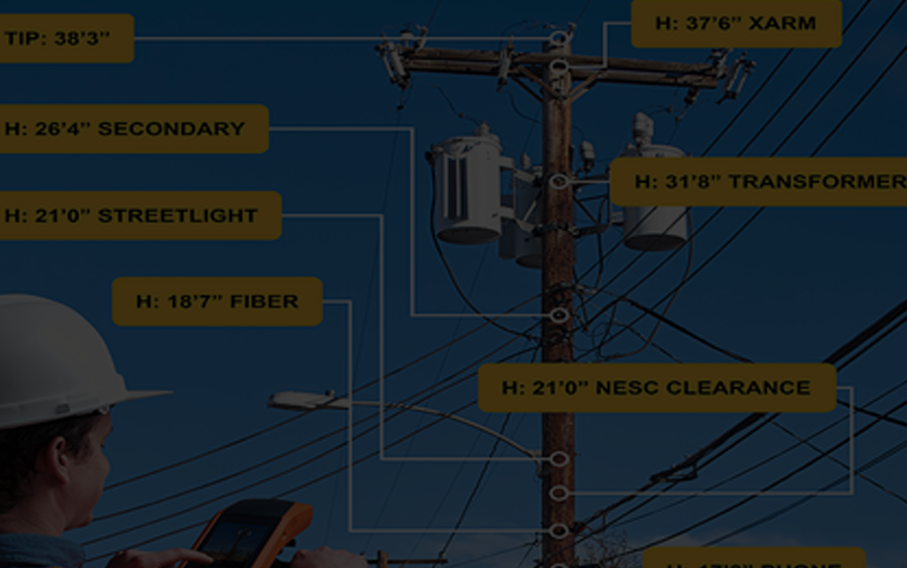 H: 37’6” XARM
TIP: 38’3”
H: 26’4” SECONDARY
H: 31’8” TRANSFORMER
H: 21’0” STREETLIGHT
H: 18’7” FIBER
H: 21’0” NESC CLEARANCE
PHONE